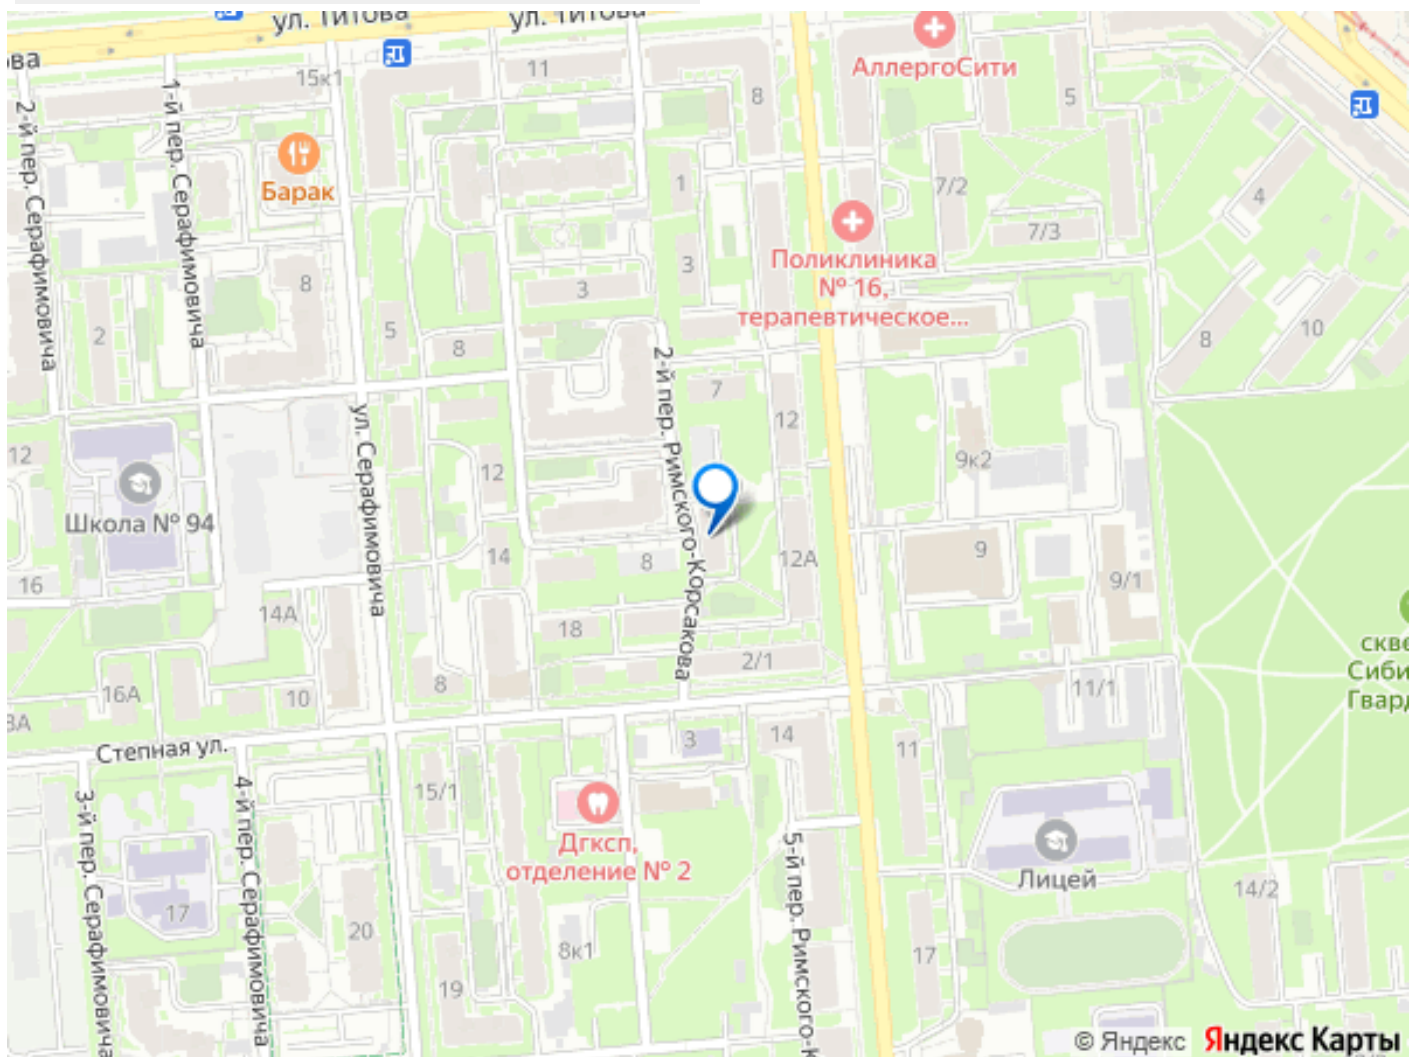 ул. Титова
ул. Титова
ова
15к1
11
8
АллергоСити
5
1-й пер. Серафимовича
2-й пер. Серафимовича
Барак
1
7/2
4
3
7/3
Поликлиника
№ 16,
терапевтическое...
2
8
5
8
3
8
10
2-й пер. Римского-Корсакова
7
12
ул. Серафимовича
12
Школа № 94
12
9к2
16
14
8
12А
9
9/1
14А
18
2/1
скве
Сиби
Гвард
16А
10
8
11/1
3А
Степная ул.
3
14
11
3-й пер. Серафимовича
4-й пер. Серафимовича
15/1
Дгксп,
отделение № 2
5-й пер. Римского-К
Лицей
14/2
17
20
8к1
17
19
© Яндекс Яндекс Карты